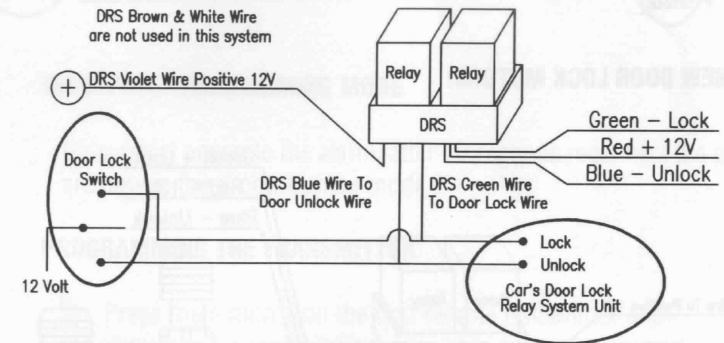 DRS Brown & White Wire
are not used in this system
+
DRS Violet Wire Positive 12V
Relay
Relay
DRS
Green – Lock
Red + 12V
Blue – Unlock
Door Lock
Switch
DRS Blue Wire To
Door Unlock Wire
DRS Green Wire
To Door Lock Wire
12 Volt
Lock
Unlock
Car's Door Lock
Relay System Unit